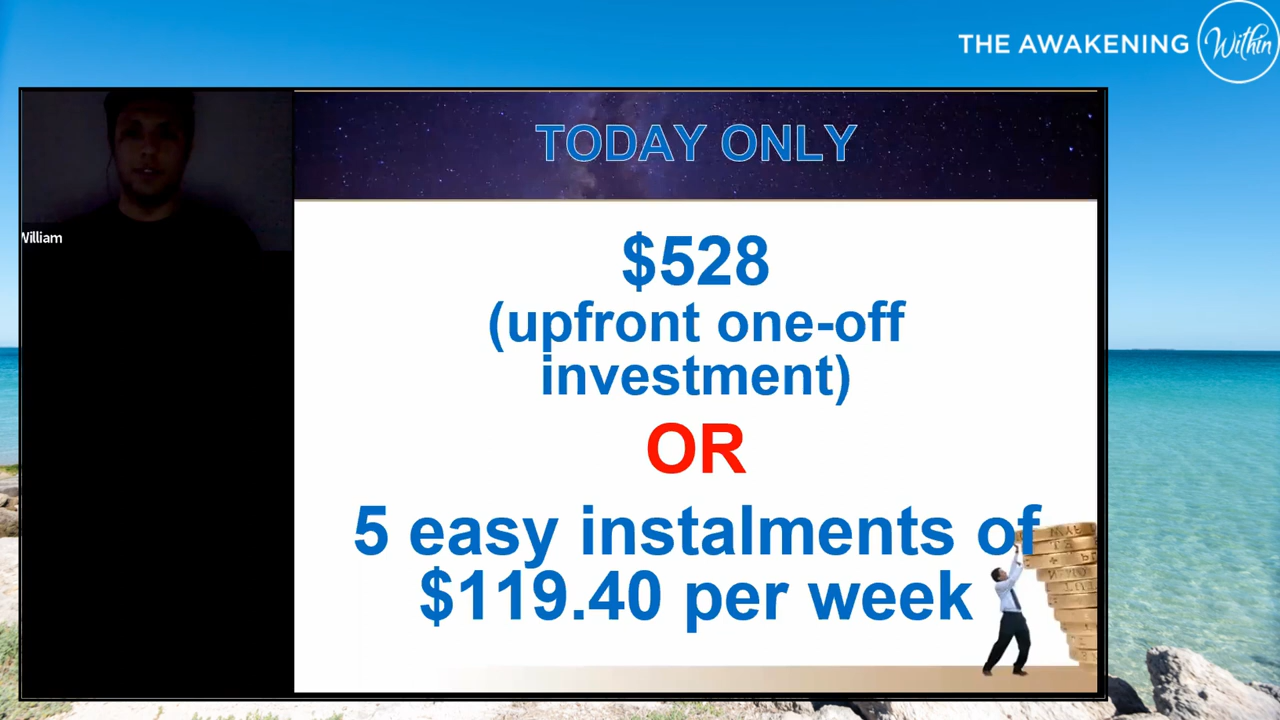 THE AWAKENING Within
William
TODAY ONLY
$528
(upfront one-off
investment)
OR
5 easy instalments of
$119.40 per week